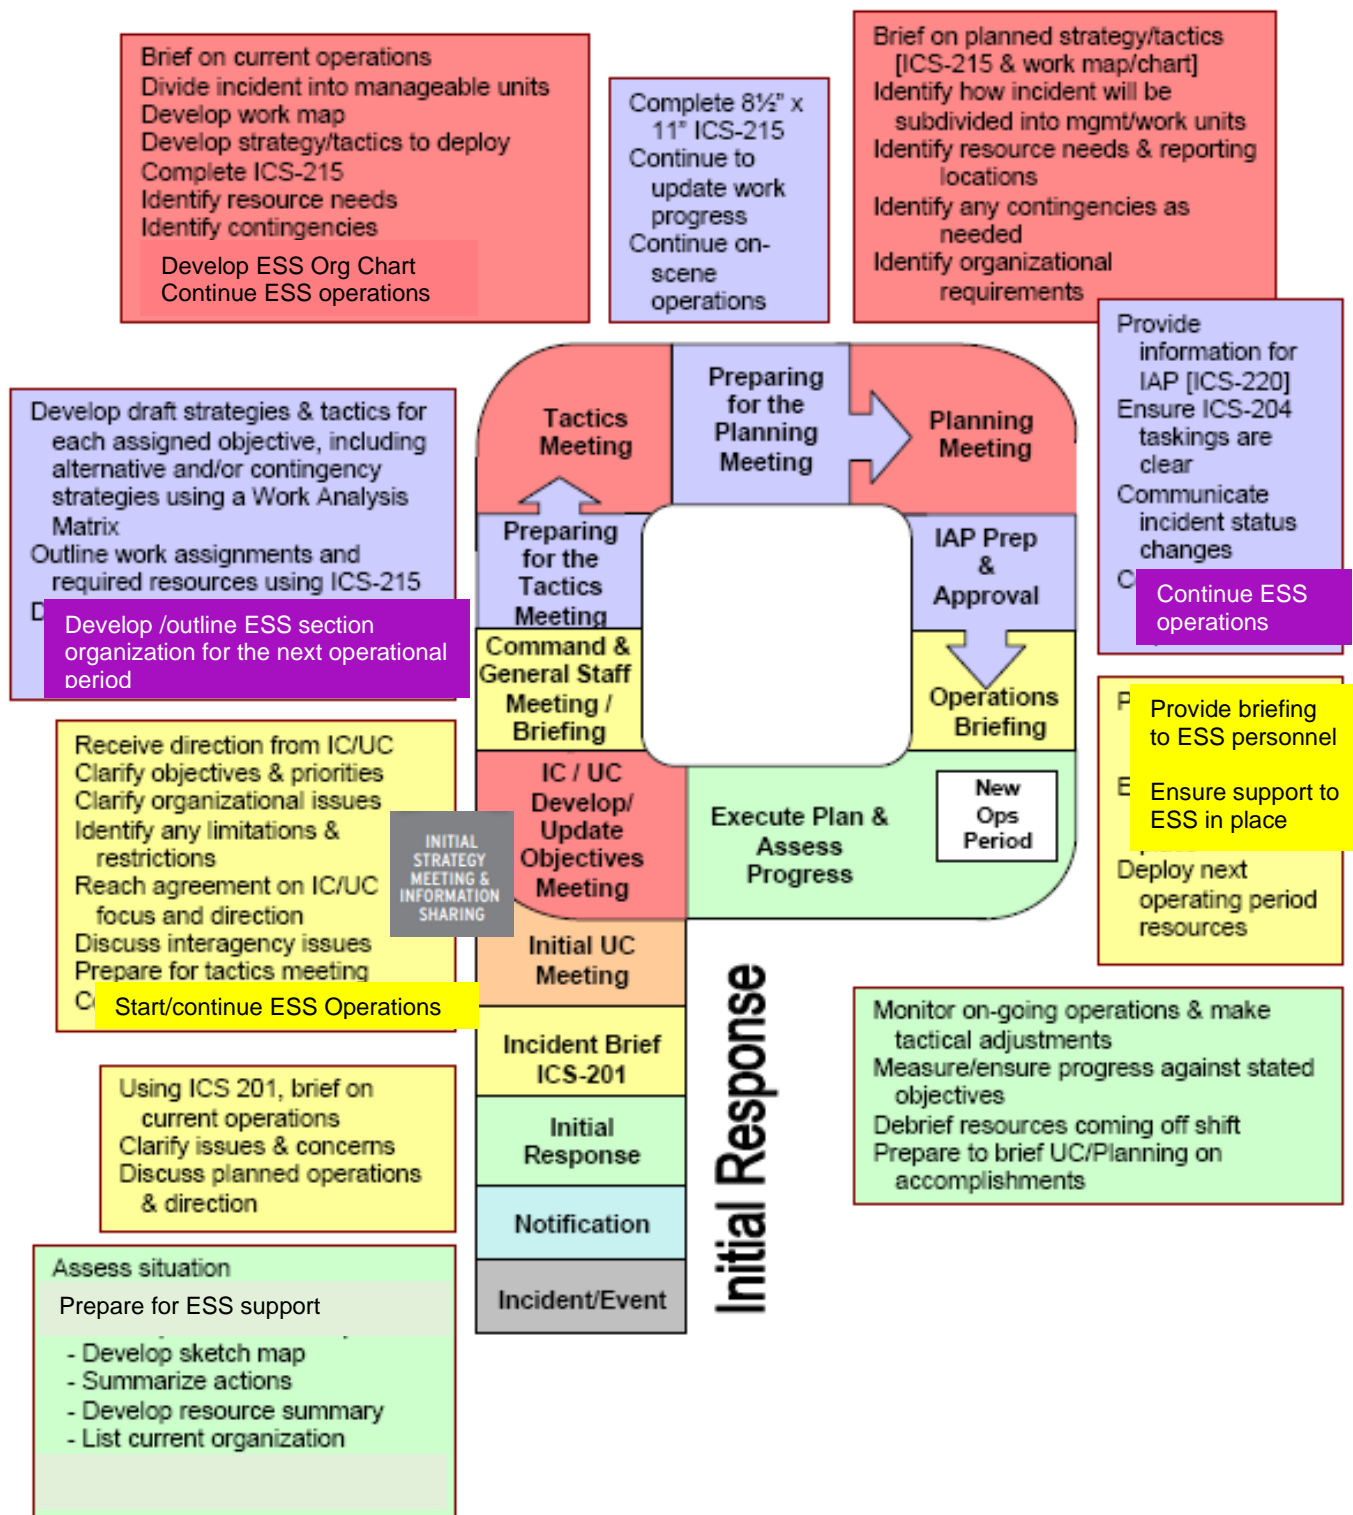 Brief on current operations
Divide incident into manageable units
Develop work map
Develop strategy/tactics to deploy
Complete ICS-215
Identify resource needs
Identify contingencies
Develop ESS Org Chart
Continue ESS operations
Complete 8½” x
11” ICS-215
Continue to
update work
progress
Continue on-
scene
operations
Brief on planned strategy/tactics
[ICS-215 & work map/chart]
Identify how incident will be
subdivided into mgmt/work units
Identify resource needs & reporting
locations
Identify any contingencies as
needed
Identify organizational
requirements
Provide
information for
IAP [ICS-220]
Ensure ICS-204
taskings are
clear
Communicate
incident status
changes
Continue ESS
operations
Develop draft strategies & tactics for
each assigned objective, including
alternative and/or contingency
strategies using a Work Analysis
Matrix
Outline work assignments and
required resources using ICS-215
Develop /outline ESS section
organization for the next operational
period
Tactics
Meeting
Preparing
for the
Planning
Meeting
Planning
Meeting
Preparing
for the
Tactics
Meeting
IAP Prep
&
Approval
Command &
General Staff
Meeting /
Briefing
Operations
Briefing
IC / UC
Develop/
Update
Objectives
Meeting
Execute Plan &
Assess
Progress
New
Ops
Period
INITIAL
STRATEGY
MEETING &
INFORMATION
SHARING
Initial UC
Meeting
Incident Brief
ICS-201
Initial
Response
Notification
Incident/Event
Initial Response
Receive direction from IC/UC
Clarify objectives & priorities
Clarify organizational issues
Identify any limitations &
restrictions
Reach agreement on IC/UC
focus and direction
Discuss interagency issues
Prepare for tactics meeting
Start/continue ESS Operations
Provide briefing
to ESS personnel
Ensure support to
ESS in place
Deploy next
operating period
resources
Using ICS 201, brief on
current operations
Clarify issues & concerns
Discuss planned operations
& direction
Monitor on-going operations & make
tactical adjustments
Measure/ensure progress against stated
objectives
Debrief resources coming off shift
Prepare to brief UC/Planning on
accomplishments
Assess situation
Prepare for ESS support
- Develop sketch map
- Summarize actions
- Develop resource summary
- List current organization